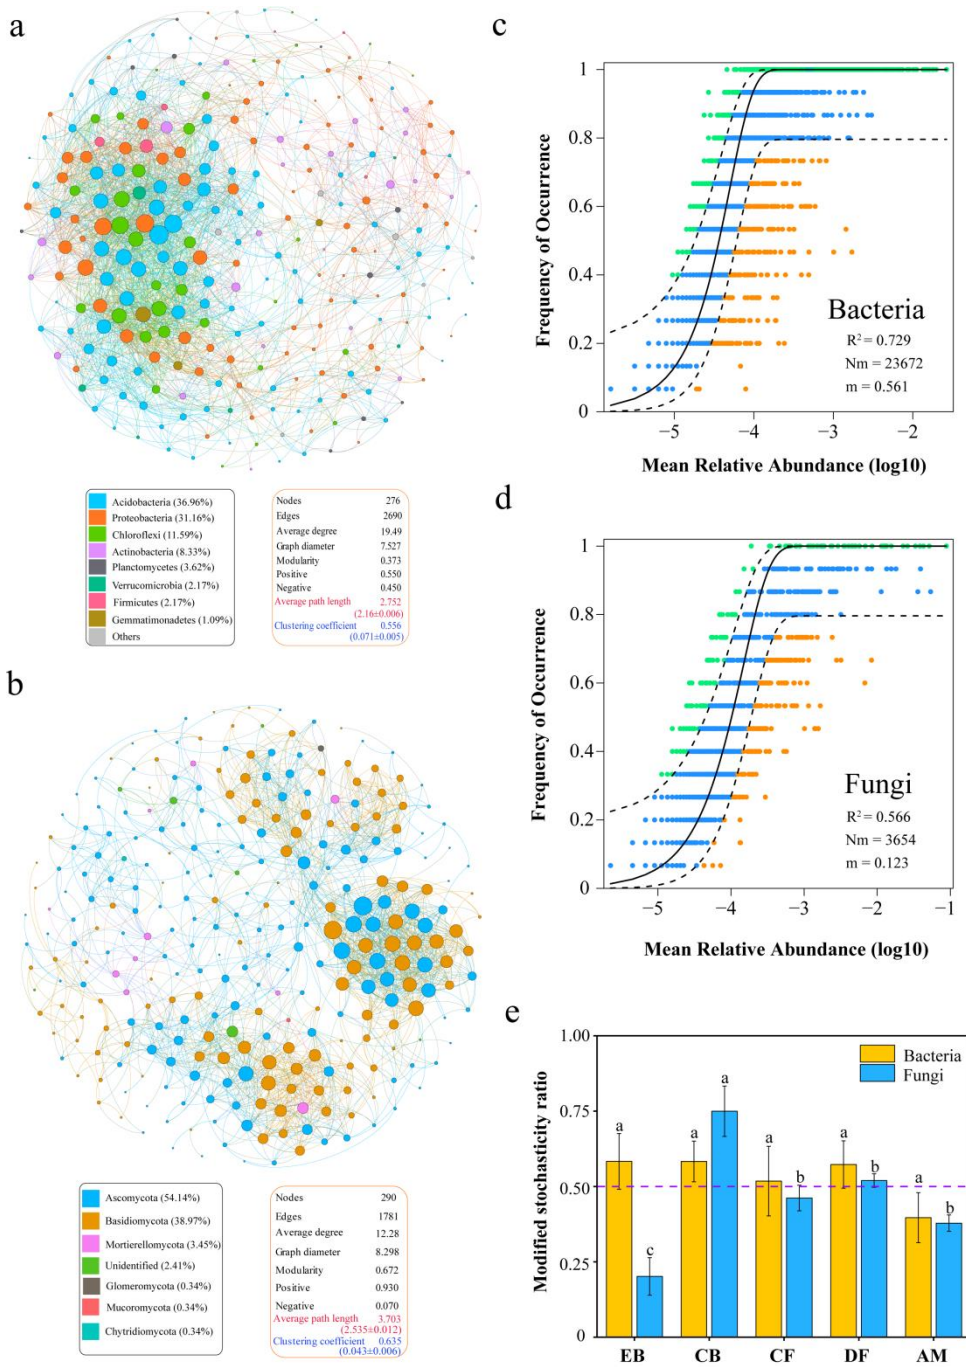 a
Acidobacteria (36.96%)
Proteobacteria (31.16%)
Chloroflexi (11.59%)
Actinobacteria (8.33%)
Planctomycetes (3.62%)
Verrucomicrobia (2.17%)
Firmicutes (2.17%)
Gemmatimonadetes (1.09%)
Others
Nodes 276
Edges 2690
Average degree 19.49
Graph diameter 7.527
Modularity 0.373
Positive 0.550
Negative 0.450
Average path length 2.752
(2.16±0.006)
Clustering coefficient 0.556
(0.071±0.005)
b
Ascomycota (54.14%)
Basidiomycota (38.97%)
Mortierellomycota (3.45%)
Unidentified (2.41%)
Glomeromycota (0.34%)
Mucoromycota (0.34%)
Chytridiomycota (0.34%)
Nodes 290
Edges 1781
Average degree 12.28
Graph diameter 8.298
Modularity 0.672
Positive 0.930
Negative 0.070
Average path length 3.703
(2.535±0.012)
Clustering coefficient 0.635
(0.043±0.006)
c
Frequency of Occurrence
1
0.8
0.6
0.4
0.2
0
Bacteria
R² = 0.729
Nm = 23672
m = 0.561
−5 −4 −3 −2
Mean Relative Abundance (log10)
d
Frequency of Occurrence
1
0.8
0.6
0.4
0.2
0
Fungi
R² = 0.566
Nm = 3654
m = 0.123
−5 −4 −3 −2 −1
Mean Relative Abundance (log10)
e
Modified stochasticity ratio
1.00
0.75
0.50
0.25
0
Bacteria
Fungi
a c a a a b a b a b
EB CB CF DF AM